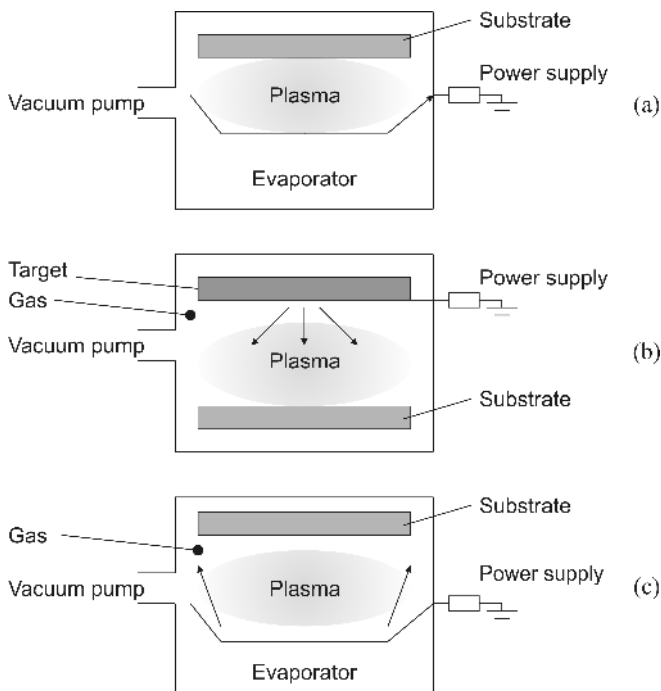 Substrate
Power supply
Plasma
Vacuum pump
(a)
Evaporator
Target
Power supply
Gas
Vacuum pump
Plasma
(b)
Substrate
Substrate
Gas
Power supply
Vacuum pump
Plasma
(c)
Evaporator